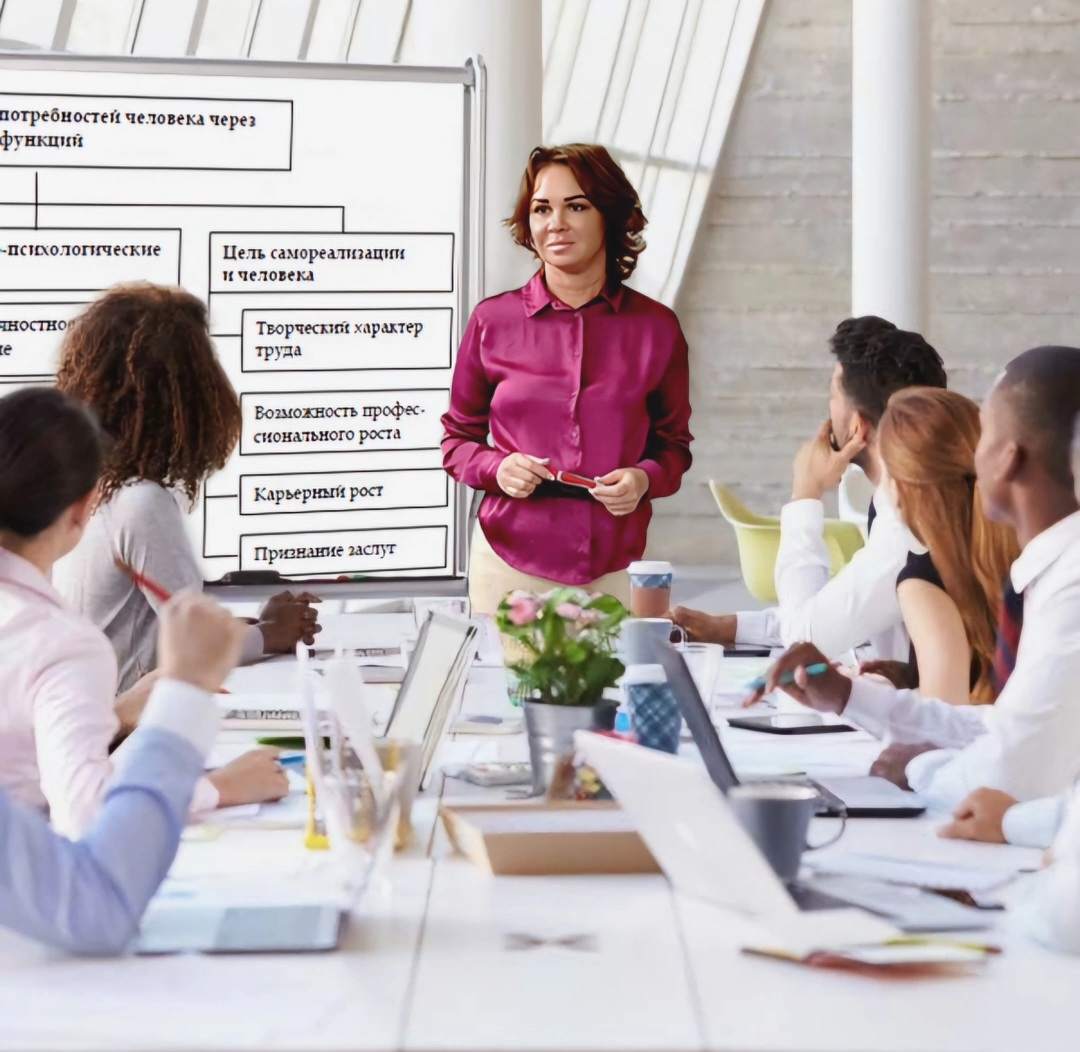 потребностей человека через
функций
-психологические
Цель самореализации
и человека
Творческий характер
труда
Возможность профес-
сионального роста
Карьерный рост
Признание заслуг